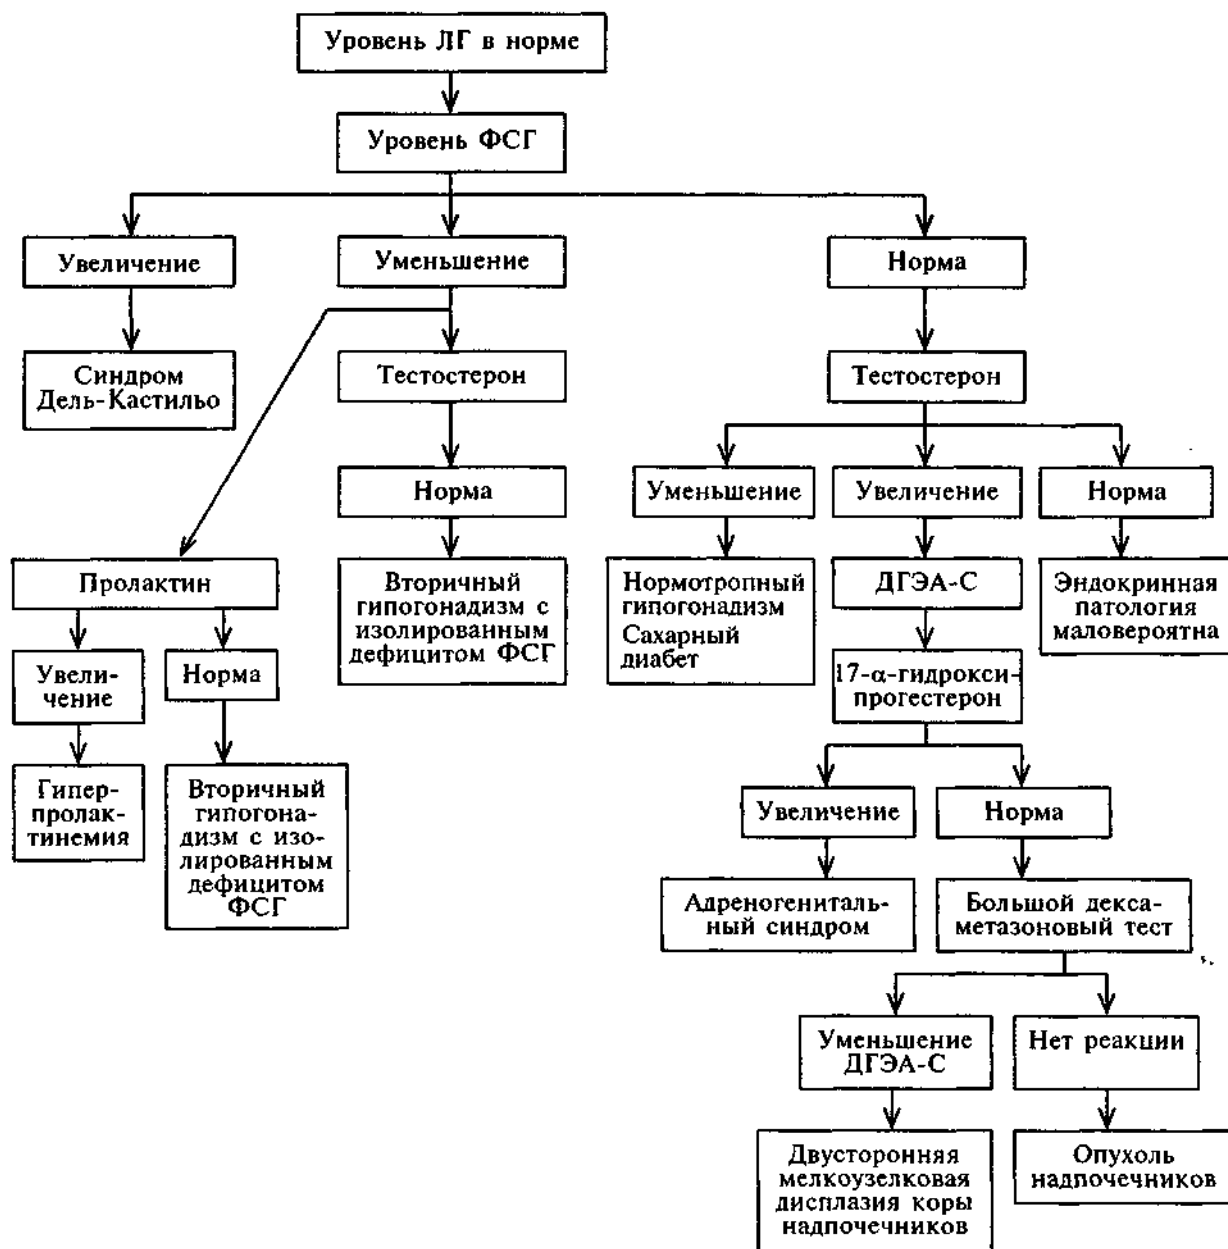 Уровень ЛГ в норме
Уровень ФСГ
Увеличение
Уменьшение
Норма
Синдром
Дель-Кастильо
Тестостерон
Тестостерон
Норма
Уменьшение
Увеличение
Норма
Пролактин
Вторичный
гипогонадизм с
изолированным
дефицитом ФСГ
Нормотропный
гипогонадизм
Сахарный
диабет
ДГЭА-С
Эндокринная
патология
маловероятна
Увели-
чение
Норма
17-α-гидрокси-
прогестерон
Гипер-
пролак-
тинемия
Вторичный
гипогона-
дизм с изо-
лированным
дефицитом
ФСГ
Увеличение
Норма
Адреногениталь-
ный синдром
Большой декса-
метазоновый тест
Уменьшение
ДГЭА-С
Нет реакции
Двусторонняя
мелкоузелковая
дисплазия коры
надпочечников
Опухоль
надпочечников